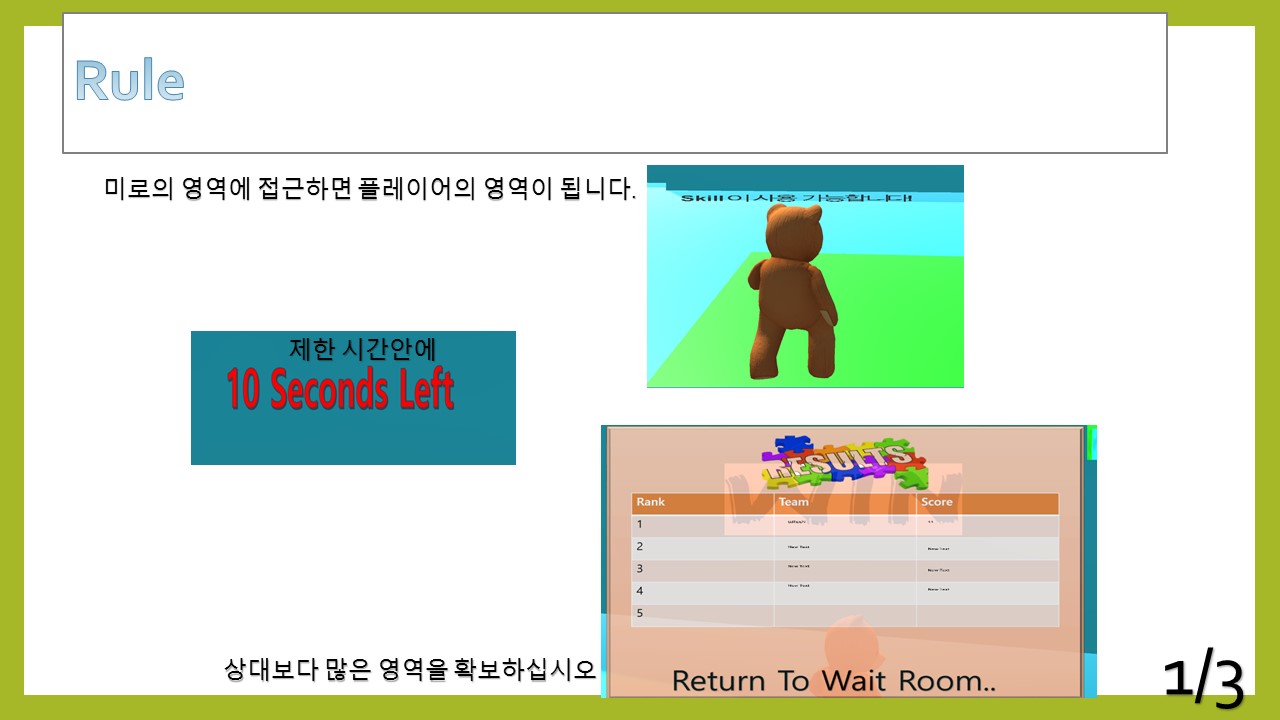 Rule
미로의 영역에 접근하면 플레이어의 영역이 됩니다.
Skill이 사용 가능합니다!
제한 시간안에
10 Seconds Left
RESULTS
WIN
Rank Team Score
1
2 New Text New Text
3 New Text New Text
4 New Text New Text
5
상대보다 많은 영역을 확보하십시오
Return To Wait Room..
1/3